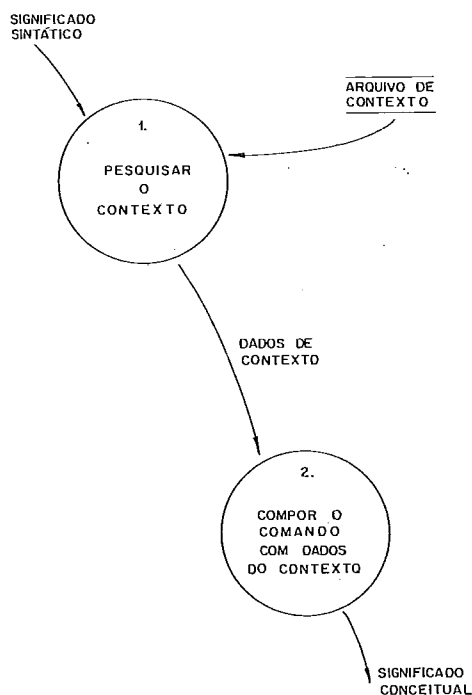 SIGNIFICADO
SINTÁTICO
ARQUIVO DE
CONTEXTO
1.
PESQUISAR
O
CONTEXTO
DADOS DE
CONTEXTO
2.
COMPOR O
COMANDO
COM DADOS
DO CONTEXTO
SIGNIFICADO
CONCEITUAL